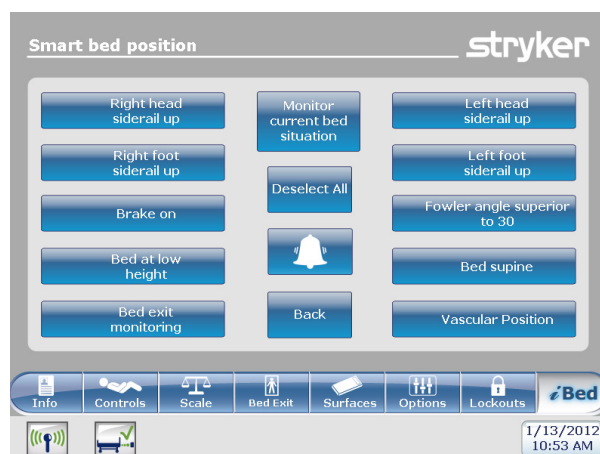 Smart bed position
stryker
Right head
siderail up
Monitor
current bed
situation
Left head
siderail up
Right foot
siderail up
Deselect All
Left foot
siderail up
Brake on
Fowler angle superior
to 30
Bed at low
height
Bed supine
Bed exit
monitoring
Back
Vascular Position
Info
Controls
Scale
Bed Exit
Surfaces
Options
Lockouts
iBed
1/13/2012
10:53 AM